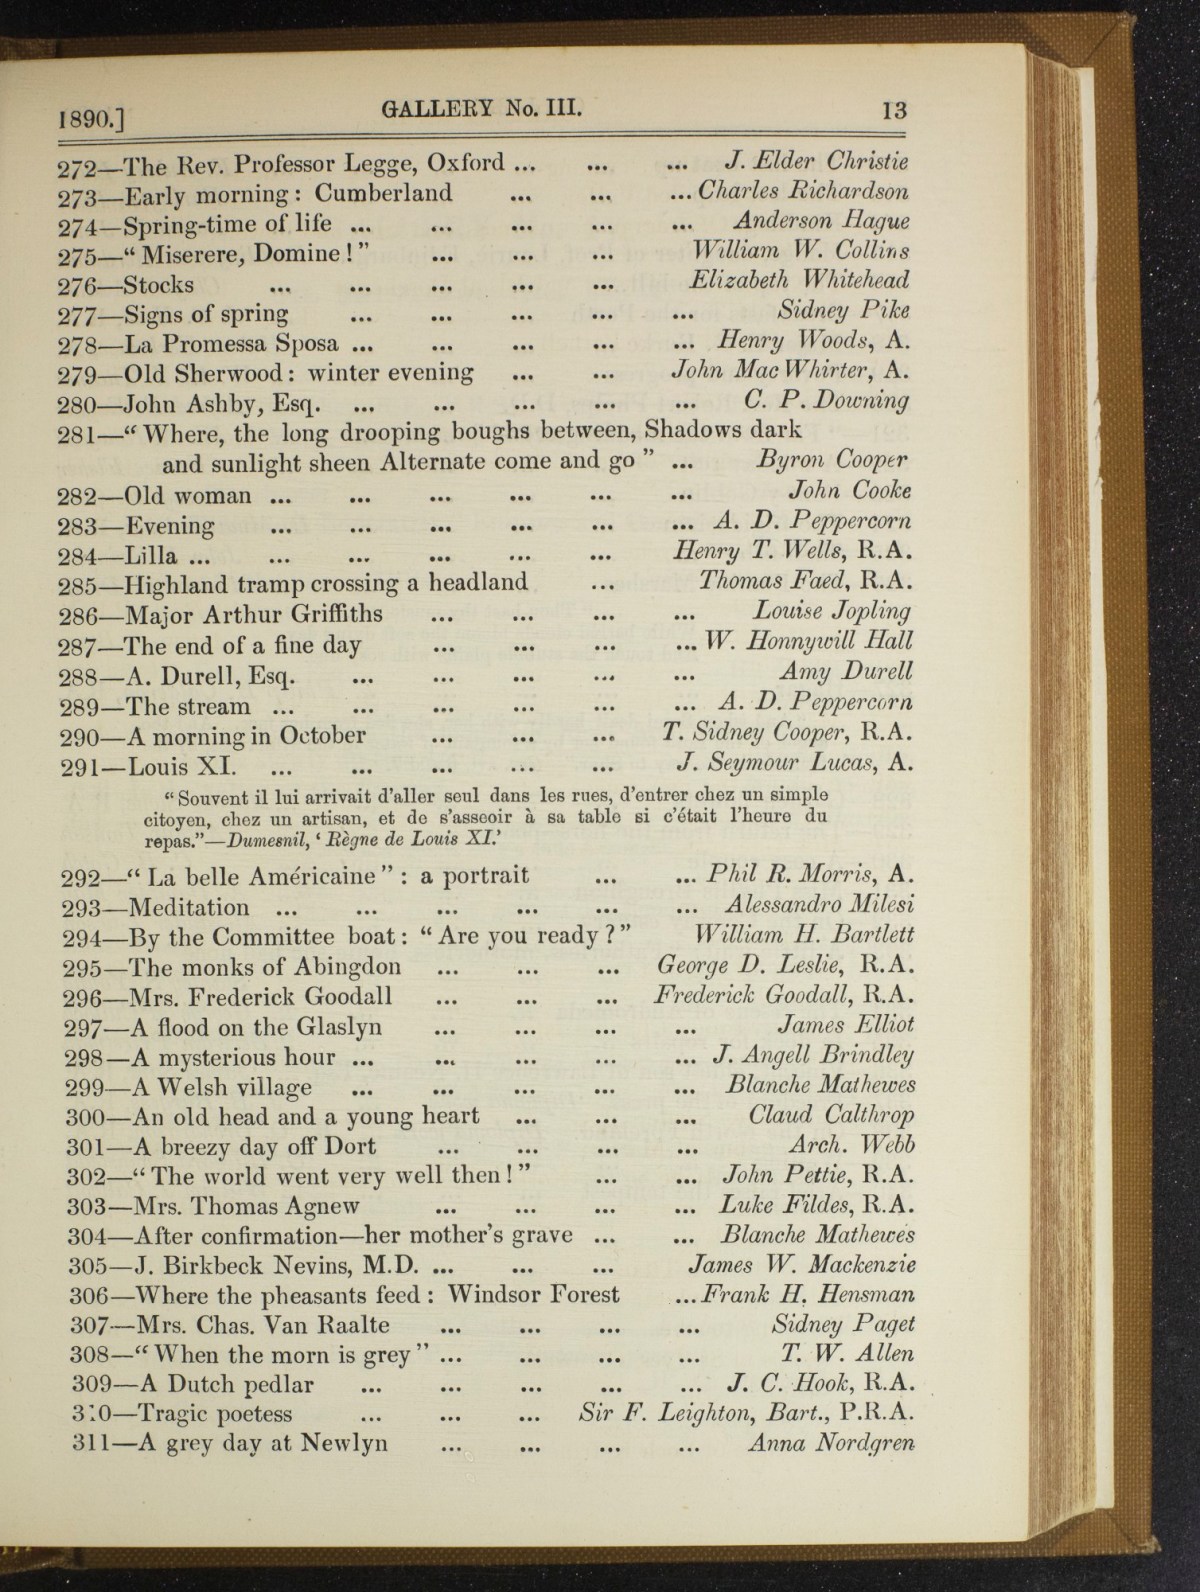 1890.] GALLERY No. III. 13
272—The Rev. Professor Legge, Oxford ... ... ... J. Elder Christie
273—Early morning: Cumberland ... ... ... Charles Richardson
274—Spring-time of life ... ... ... ... ... Anderson Hague
275—“Miserere, Domine!” ... ... ... William W. Collins
276—Stocks ... ... ... ... ... Elizabeth Whitehead
277—Signs of spring ... ... ... ... ... Sidney Pike
278—La Promessa Sposa ... ... ... ... ... Henry Woods, A.
279—Old Sherwood: winter evening ... ... John MacWhirter, A.
280—John Ashby, Esq. ... ... ... ... ... C. P. Downing
281—“Where, the long drooping boughs between, Shadows dark
and sunlight sheen Alternate come and go” ... Byron Cooper
282—Old woman ... ... ... ... ... ... John Cooke
283—Evening ... ... ... ... ... ... A. D. Peppercorn
284—Lilla ... ... ... ... ... ... Henry T. Wells, R.A.
285—Highland tramp crossing a headland ... Thomas Faed, R.A.
286—Major Arthur Griffiths ... ... ... ... Louise Jopling
287—The end of a fine day ... ... ... ... W. Honnywill Hall
288—A. Durell, Esq. ... ... ... ... ... Amy Durell
289—The stream ... ... ... ... ... ... A. D. Peppercorn
290—A morning in October ... ... ... T. Sidney Cooper, R.A.
291—Louis XI. ... ... ... ... ... J. Seymour Lucas, A.
“Souvent il lui arrivait d’aller seul dans les rues, d’entrer chez un simple
citoyen, chez un artisan, et de s’asseoir à sa table si c’était l’heure du
repas.”—Dumesnil, ‘Règne de Louis XI.’
292—“La belle Américaine”: a portrait ... ... Phil R. Morris, A.
293—Meditation ... ... ... ... ... ... Alessandro Milesi
294—By the Committee boat: “Are you ready?” William H. Bartlett
295—The monks of Abingdon ... ... ... George D. Leslie, R.A.
296—Mrs. Frederick Goodall ... ... ... Frederick Goodall, R.A.
297—A flood on the Glaslyn ... ... ... ... James Elliot
298—A mysterious hour ... ... ... ... ... J. Angell Brindley
299—A Welsh village ... ... ... ... ... Blanche Mathewes
300—An old head and a young heart ... ... ... Claud Calthrop
301—A breezy day off Dort ... ... ... ... Arch. Webb
302—“The world went very well then!” ... ... John Pettie, R.A.
303—Mrs. Thomas Agnew ... ... ... ... Luke Fildes, R.A.
304—After confirmation—her mother’s grave ... ... Blanche Mathewes
305—J. Birkbeck Nevins, M.D. ... ... ... James W. Mackenzie
306—Where the pheasants feed: Windsor Forest ... Frank H. Hensman
307—Mrs. Chas. Van Raalte ... ... ... ... Sidney Paget
308—“When the morn is grey” ... ... ... ... T. W. Allen
309—A Dutch pedlar ... ... ... ... ... J. C. Hook, R.A.
310—Tragic poetess ... ... ... Sir F. Leighton, Bart., P.R.A.
311—A grey day at Newlyn ... ... ... ... Anna Nordgren